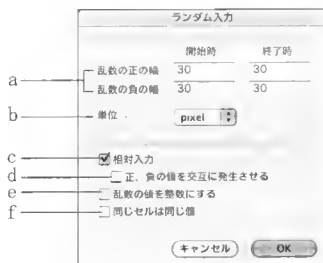 ランダム入力
開始時 終了時
a 乱数の正の幅 30 30
乱数の負の幅 30 30
b 単位 pixel
c 相対入力
d 正、負の値を交互に発生させる
e 乱数の値を整数にする
f 同じセルは同じ値
キャンセル OK